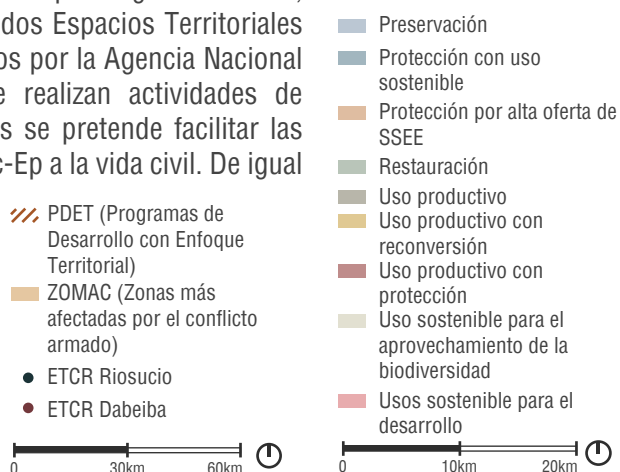 dos Espacios Territoriales
os por la Agencia Nacional
realizan actividades de
s se pretende facilitar las
c-Ep a la vida civil. De igual
PDET (Programas de
Desarrollo con Enfoque
Territorial)
ZOMAC (Zonas más
afectadas por el conflicto
armado)
ETCR Riosucio
ETCR Dabeiba
0 30km 60km
Preservación
Protección con uso
sostenible
Protección por alta oferta de
SSEE
Restauración
Uso productivo
Uso productivo con
reconversión
Uso productivo con
protección
Uso sostenible para el
aprovechamiento de la
biodiversidad
Usos sostenible para el
desarrollo
0 10km 20km